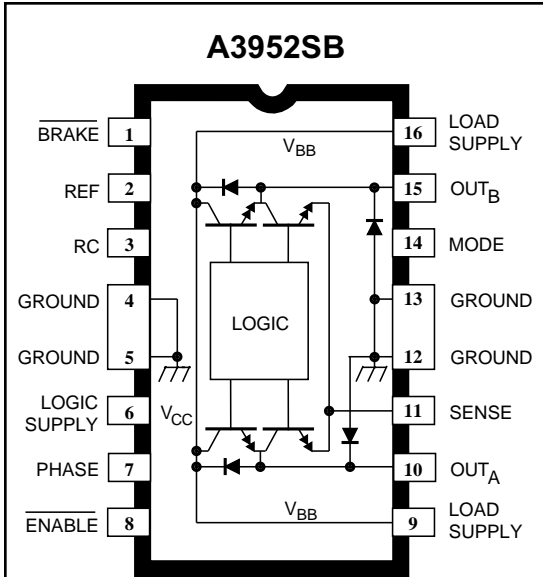 A3952SB
BRAKE 1
REF 2
RC 3
GROUND 4
GROUND 5
LOGIC
SUPPLY 6
PHASE 7
ENABLE 8
VBB
LOGIC
VCC
VBB
16 LOAD
SUPPLY
15 OUTB
14 MODE
13 GROUND
12 GROUND
11 SENSE
10 OUTA
9 LOAD
SUPPLY